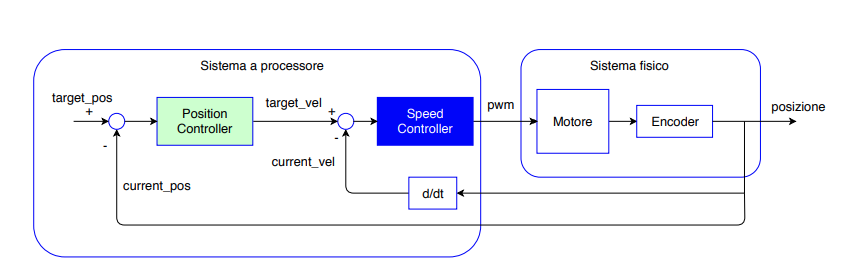 Sistema a processore
Sistema fisico
target_pos
+
-
Position
Controller
target_vel
+
-
Speed
Controller
pwm
Motore
Encoder
posizione
current_vel
current_pos
d/dt